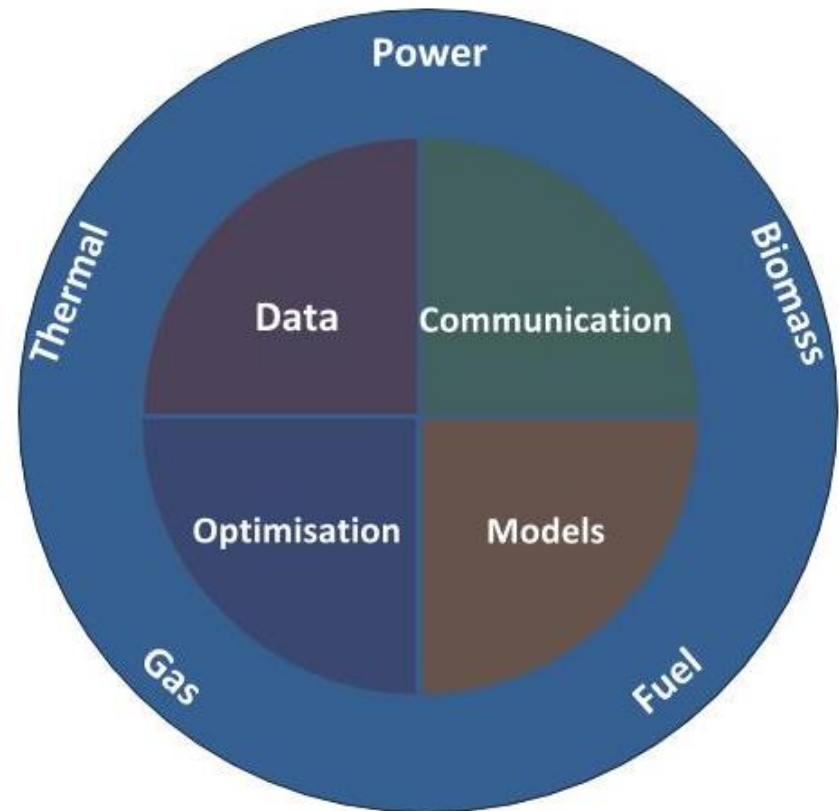 Power
Thermal
Biomass
Data
Communication
Optimisation
Models
Gas
Fuel